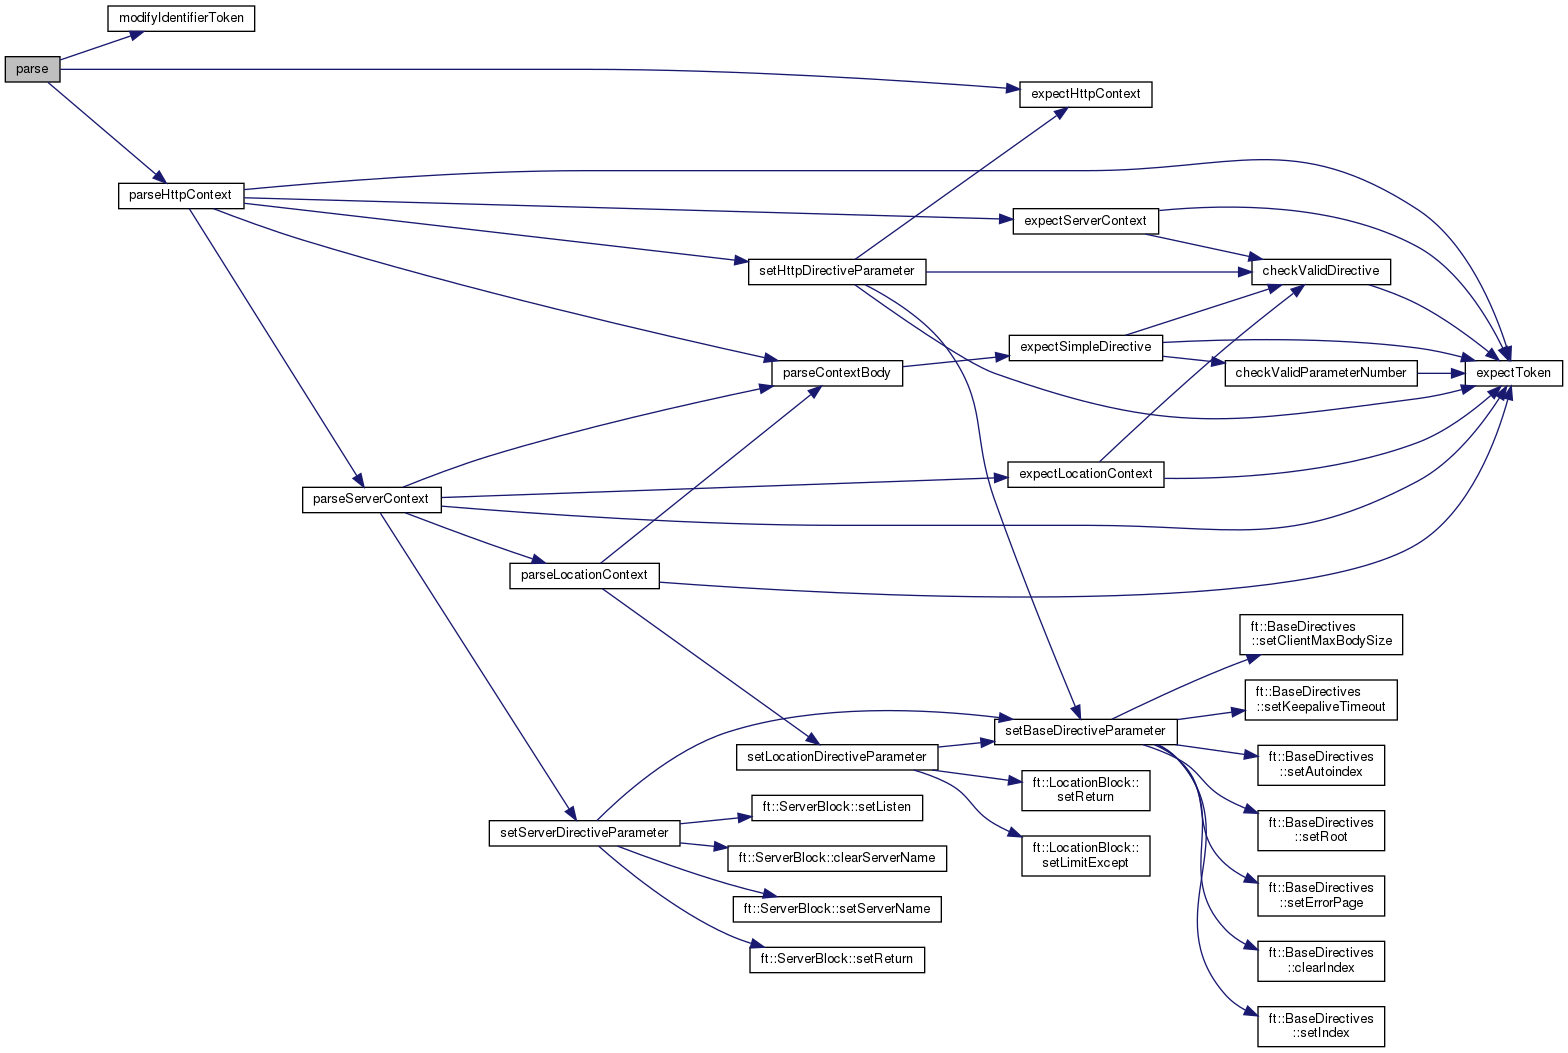 modifyIdentifierToken
parse
expectHttpContext
parseHttpContext
expectServerContext
setHttpDirectiveParameter
checkValidDirective
expectSimpleDirective
parseContextBody
checkValidParameterNumber
expectToken
expectLocationContext
parseServerContext
parseLocationContext
ft::BaseDirectives
::setClientMaxBodySize
ft::BaseDirectives
::setKeepaliveTimeout
setBaseDirectiveParameter
setLocationDirectiveParameter
ft::BaseDirectives
::setAutoindex
ft::LocationBlock::
setReturn
ft::ServerBlock::setListen
setServerDirectiveParameter
ft::BaseDirectives
::setRoot
ft::ServerBlock::clearServerName
ft::LocationBlock::
setLimitExcept
ft::BaseDirectives
::setErrorPage
ft::ServerBlock::setServerName
ft::ServerBlock::setReturn
ft::BaseDirectives
::clearIndex
ft::BaseDirectives
::setIndex